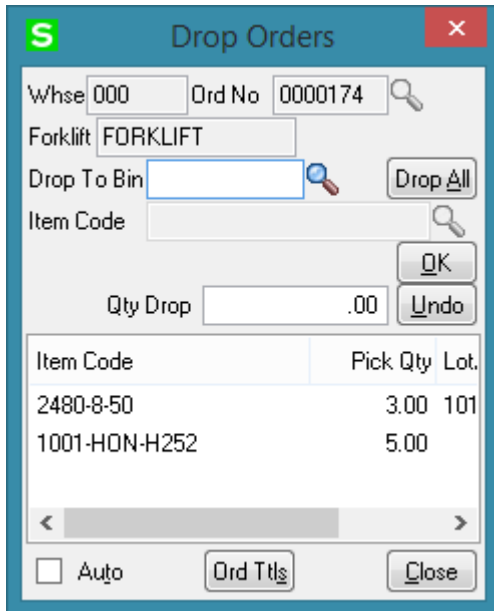 S Drop Orders ×
Whse 000 Ord No 0000174
Forklift FORKLIFT
Drop To Bin Drop All
Item Code
OK
Qty Drop .00 Undo
Item Code Pick Qty Lot.
2480-8-50 3.00 101
1001-HON-H252 5.00
Auto Ord Ttls Close